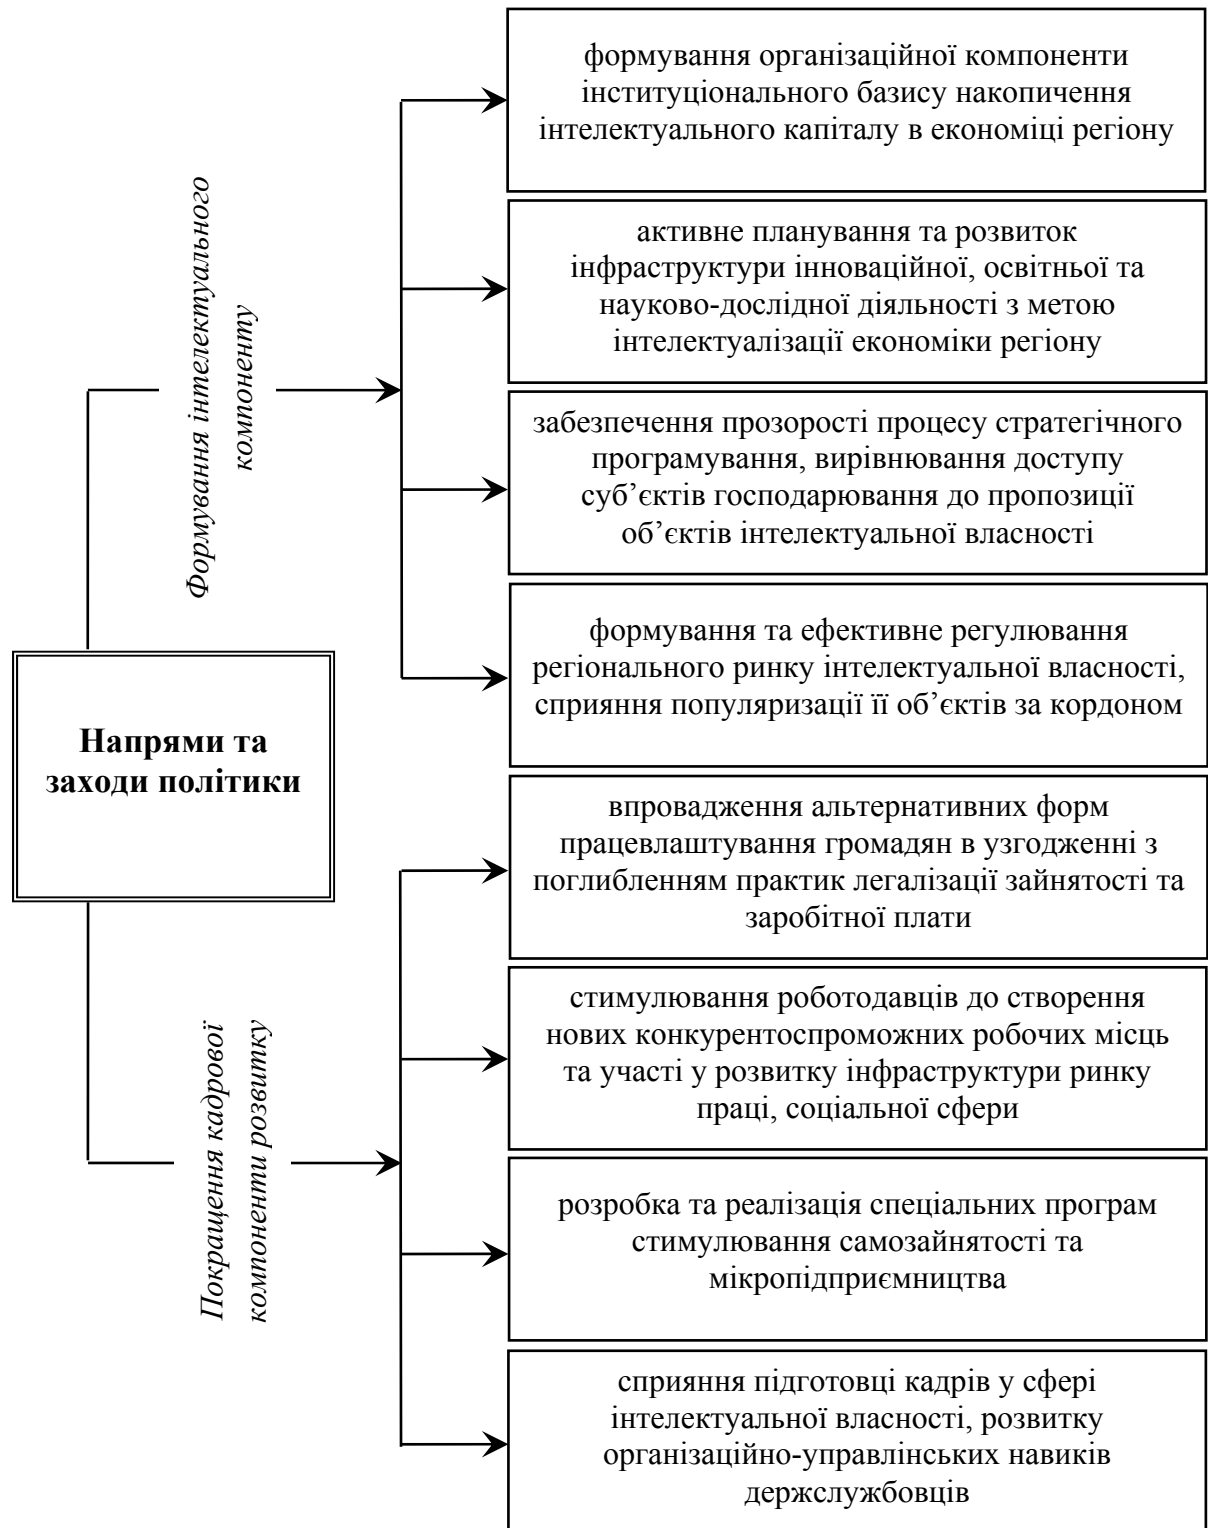 формування організаційної компоненти
інституціонального базису накопичення
інтелектуального капіталу в економіці регіону
активне планування та розвиток
інфраструктури інноваційної, освітньої та
науково-дослідної діяльності з метою
інтелектуалізації економіки регіону
Формування інтелектуального
компоненту
забезпечення прозорості процесу стратегічного
програмування, вирівнювання доступу
суб’єктів господарювання до пропозиції
об’єктів інтелектуальної власності
формування та ефективне регулювання
регіонального ринку інтелектуальної власності,
сприяння популяризації її об’єктів за кордоном
Напрями та
заходи політики
впровадження альтернативних форм
працевлаштування громадян в узгодженні з
поглибленням практик легалізації зайнятості та
заробітної плати
стимулювання роботодавців до створення
нових конкурентоспроможних робочих місць
та участі у розвитку інфраструктури ринку
праці, соціальної сфери
Покращення кадрової
компоненти розвитку
розробка та реалізація спеціальних програм
стимулювання самозайнятості та
мікропідприємництва
сприяння підготовці кадрів у сфері
інтелектуальної власності, розвитку
організаційно-управлінських навиків
держслужбовців